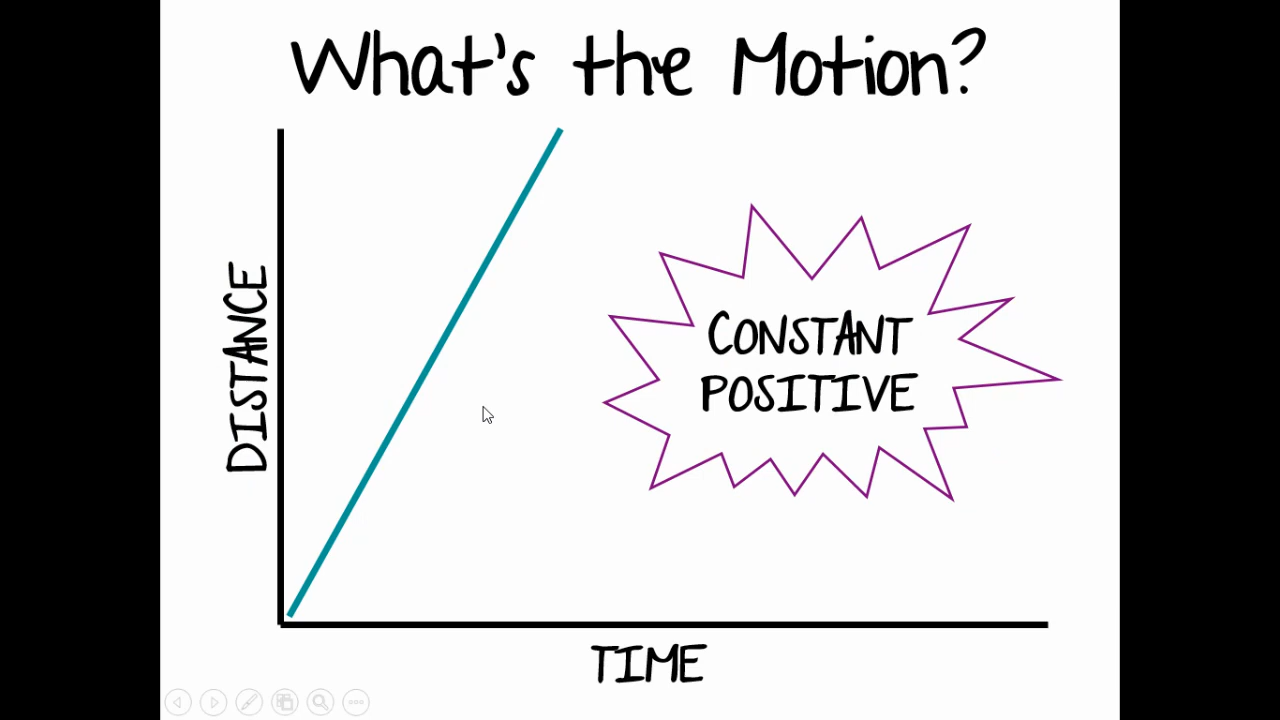 What's the Motion?
DISTANCE
CONSTANT
POSITIVE
TIME